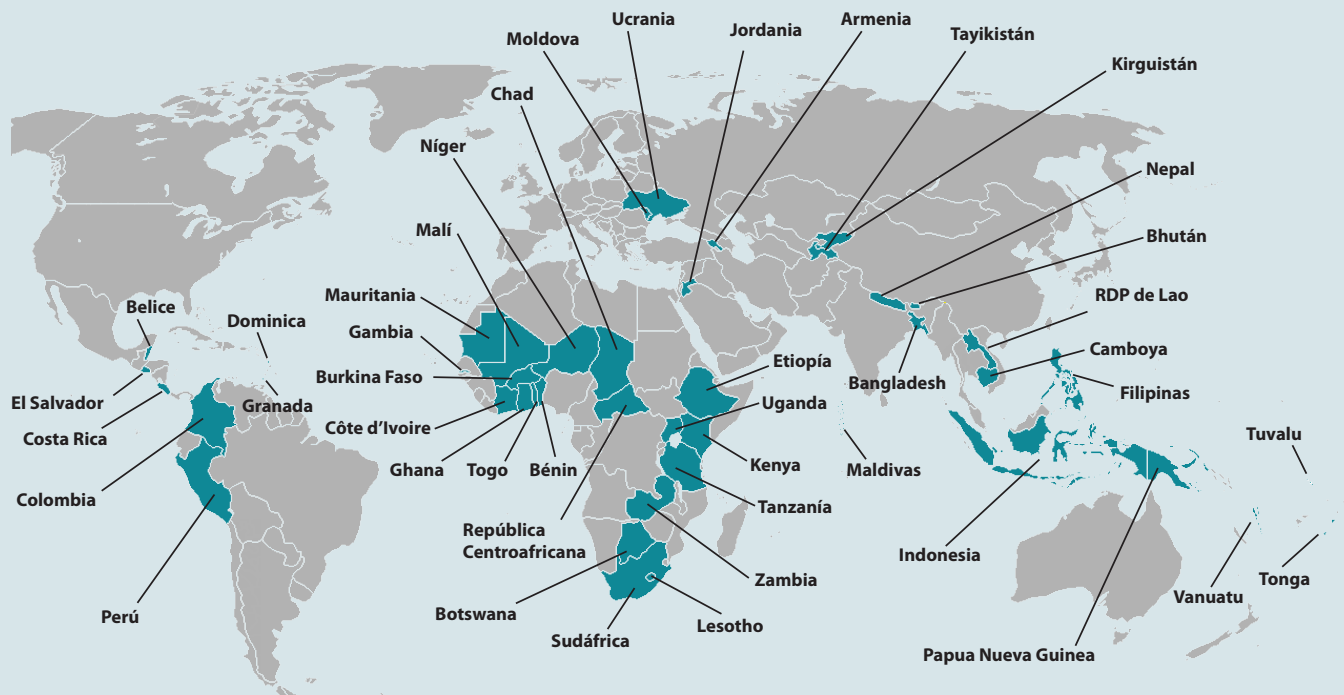 Ucrania
Armenia
Jordania
Tayikistán
Moldova
Kirguistán
Chad
Níger
Nepal
Malí
Bhután
Mauritania
RDP de Lao
Belice
Dominica
Gambia
Camboya
Etiopía
Burkina Faso
Bangladesh
Filipinas
El Salvador
Granada
Uganda
Côte d’Ivoire
Costa Rica
Tuvalu
Ghana
Togo
Bénin
Kenya
Maldivas
Colombia
Tanzanía
República
Centroafricana
Indonesia
Zambia
Tonga
Vanuatu
Perú
Botswana
Lesotho
Sudáfrica
Papua Nueva Guinea